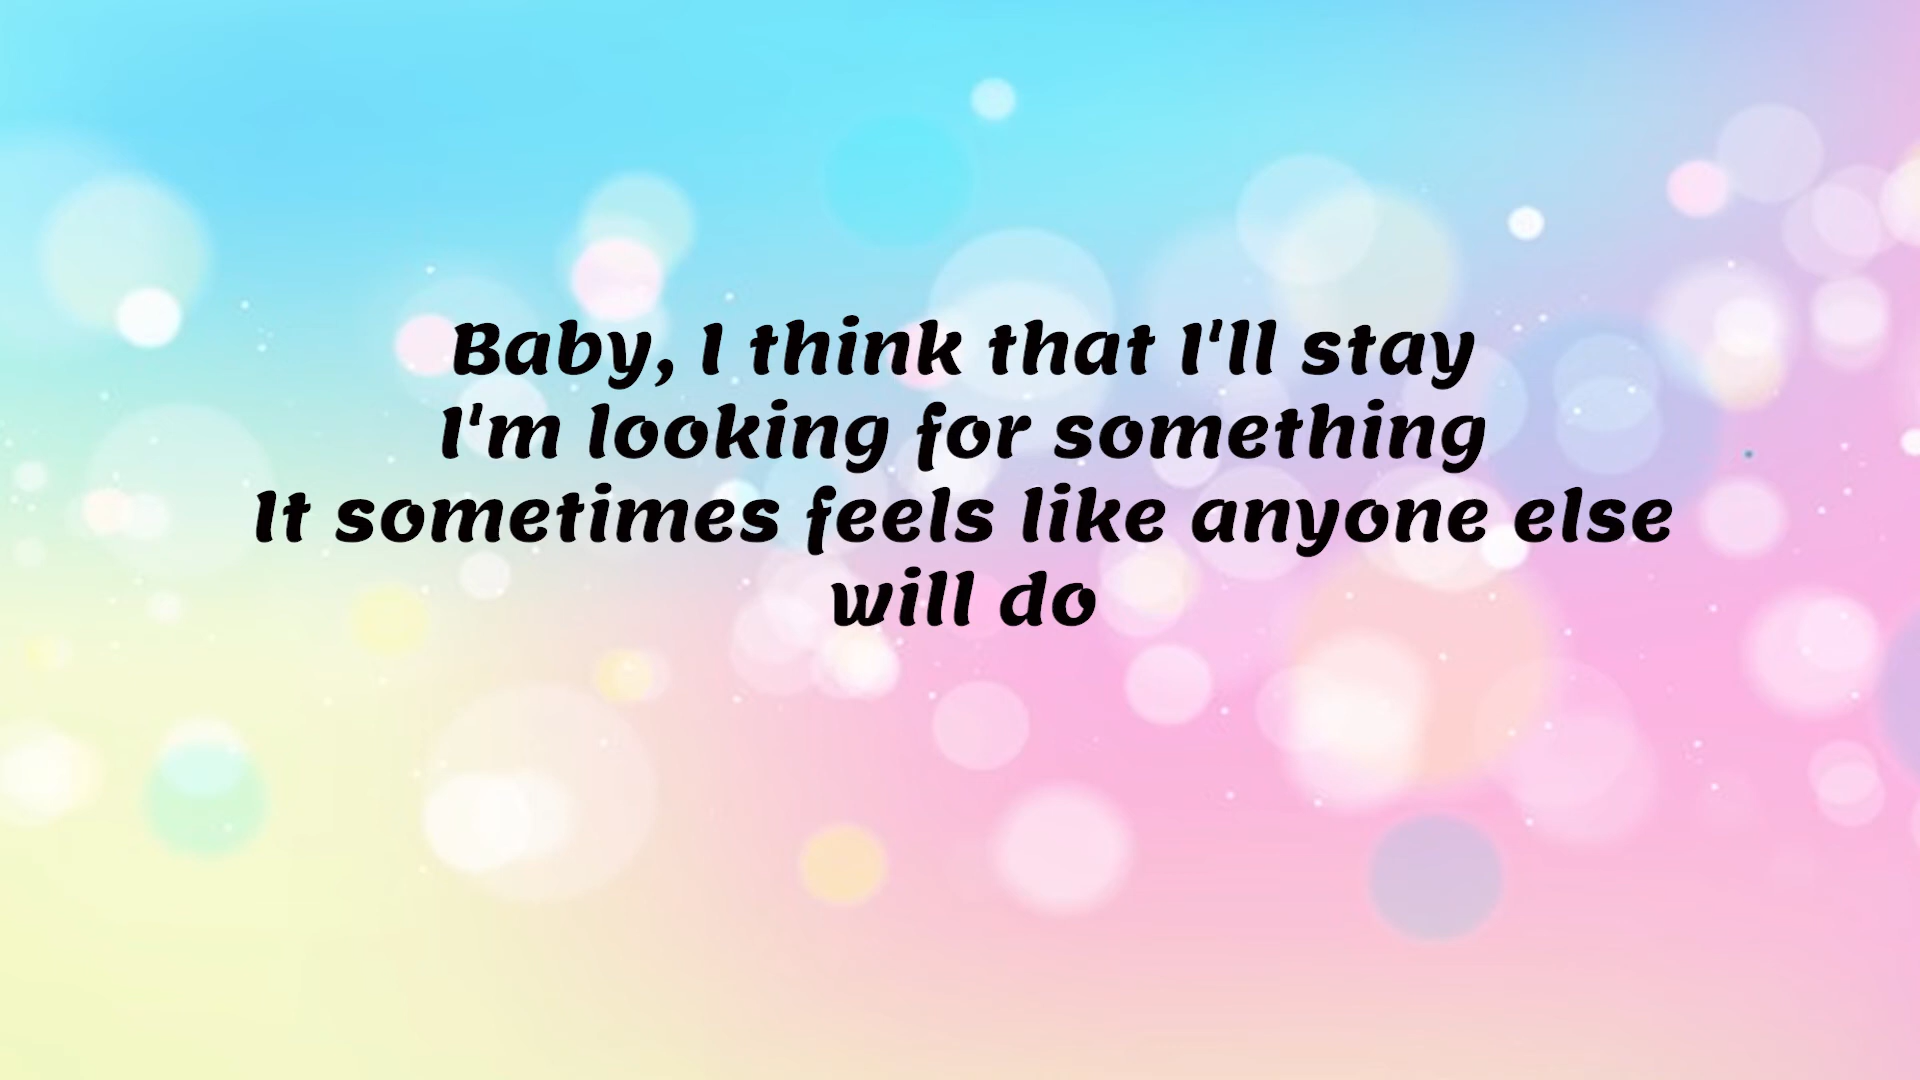 Baby, I think that I'll stay
I'm looking for something
It sometimes feels like anyone else
will do